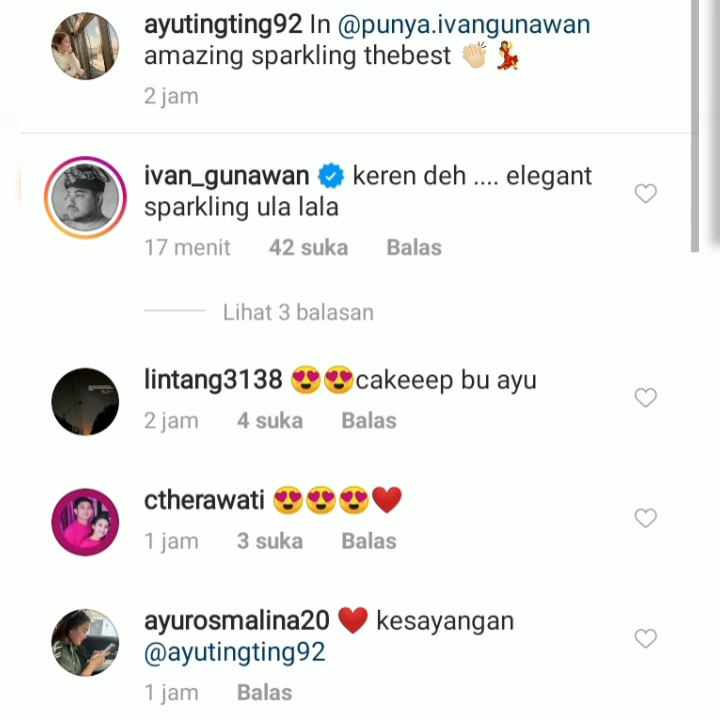 ayutingting92 In @punya.ivangunawan
amazing sparkling thebest 👏🏻💃
2 jam
ivan_gunawan keren deh .... elegant
sparkling ula lala
17 menit 42 suka Balas
Lihat 3 balasan
lintang3138 😍😍cakeeep bu ayu
2 jam 4 suka Balas
ctherawati 😍😍😍❤️
1 jam 3 suka Balas
ayurosmalina20 ❤️ kesayangan
@ayutingting92
1 jam Balas